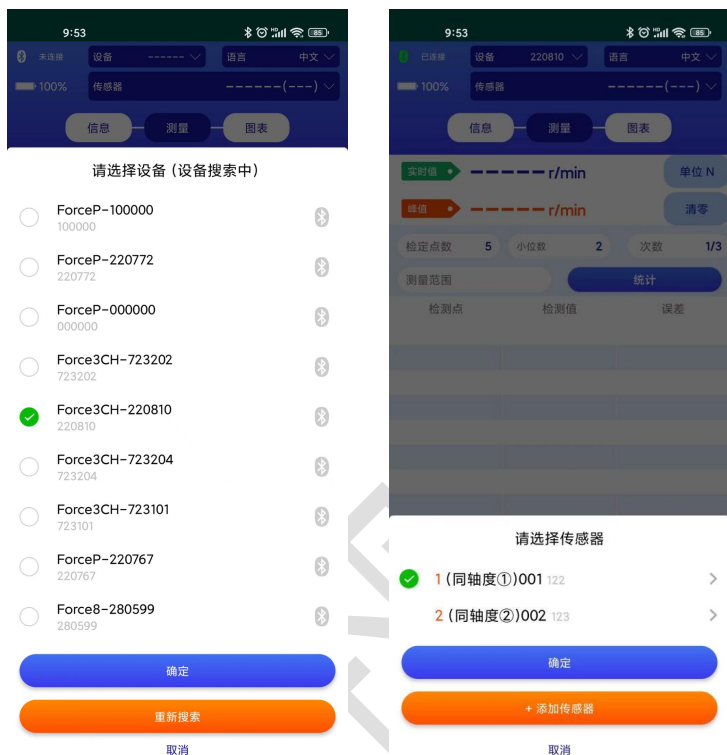 9:53
85
未连接 设备 ------ 语言 中文
100% 传感器 ------(---)
信息 测量 图表
请选择设备 (设备搜索中)
ForceP-100000
100000
ForceP-220772
220772
ForceP-000000
000000
Force3CH-723202
723202
Force3CH-220810
220810
Force3CH-723204
723204
Force3CH-723101
723101
ForceP-220767
220767
Force8-280599
280599
确定
重新搜索
取消
9:53
85
已连接 设备 220810 语言 中文
100% 传感器 ------(---)
信息 测量 图表
实时值 ----- r/min 单位 N
峰值 ----- r/min 清零
检定点数 5 小位数 2 次数 1/3
测量范围 统计
检测点 检测值 误差
请选择传感器
1 (同轴度①)001 122
2 (同轴度②)002 123
确定
+ 添加传感器
取消